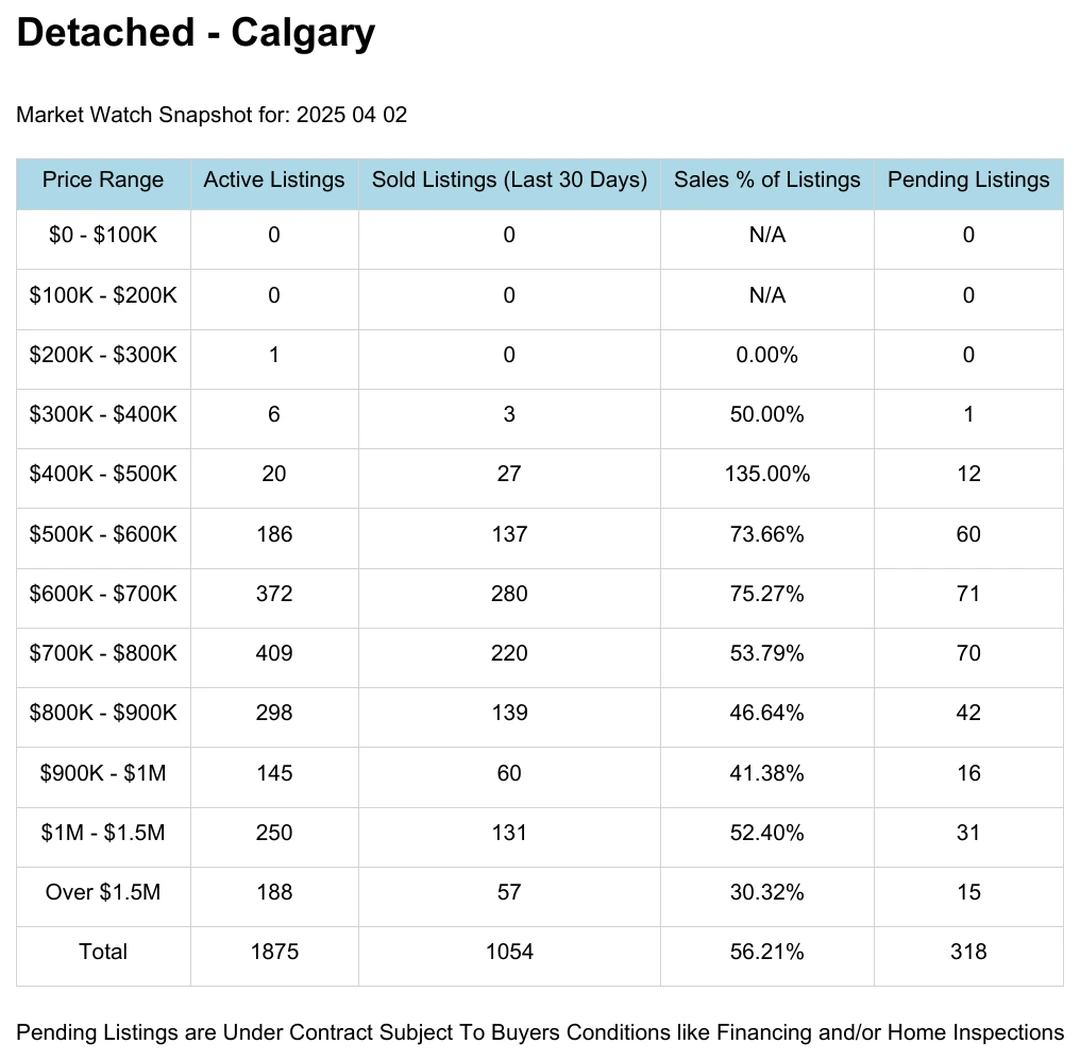 Detached - Calgary
Market Watch Snapshot for: 2025 04 02
Price Range Active Listings Sold Listings (Last 30 Days) Sales % of Listings Pending Listings
$0 - $100K 0 0 N/A 0
$100K - $200K 0 0 N/A 0
$200K - $300K 1 0 0.00% 0
$300K - $400K 6 3 50.00% 1
$400K - $500K 20 27 135.00% 12
$500K - $600K 186 137 73.66% 60
$600K - $700K 372 280 75.27% 71
$700K - $800K 409 220 53.79% 70
$800K - $900K 298 139 46.64% 42
$900K - $1M 145 60 41.38% 16
$1M - $1.5M 250 131 52.40% 31
Over $1.5M 188 57 30.32% 15
Total 1875 1054 56.21% 318
Pending Listings are Under Contract Subject To Buyers Conditions like Financing and/or Home Inspections